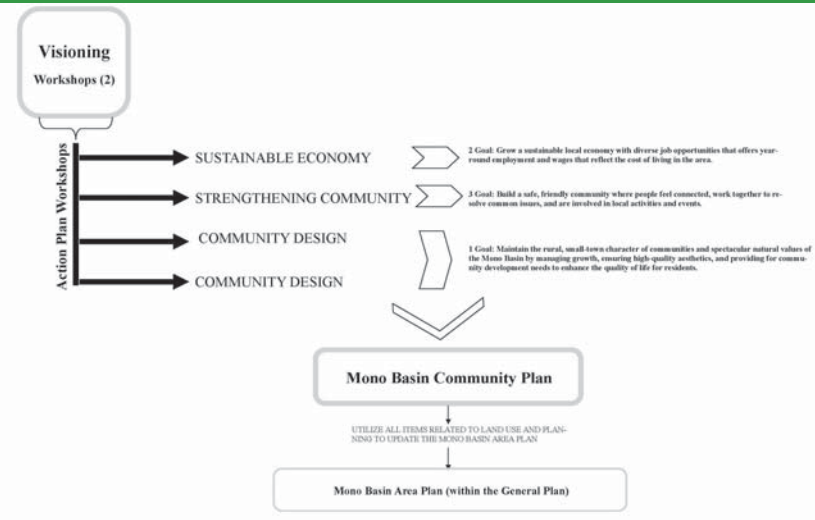 Visioning
Workshops (2)
Action Plan Workshops
SUSTAINABLE ECONOMY
2 Goal: Grow a sustainable local economy with diverse job opportunities that offers year-
round employment and wages that reflect the cost of living in the area.
STRENGTHENING COMMUNITY
3 Goal: Build a safe, friendly community where people feel connected, work together to re-
solve common issues, and are involved in local activities and events.
COMMUNITY DESIGN
COMMUNITY DESIGN
1 Goal: Maintain the rural, small-town character of communities and spectacular natural values of
the Mono Basin by managing growth, ensuring high-quality aesthetics, and providing for commu-
nity development needs to enhance the quality of life for residents.
Mono Basin Community Plan
UTILIZE ALL ITEMS RELATED TO LAND USE AND PLAN-
NING TO UPDATE THE MONO BASIN AREA PLAN
Mono Basin Area Plan (within the General Plan)